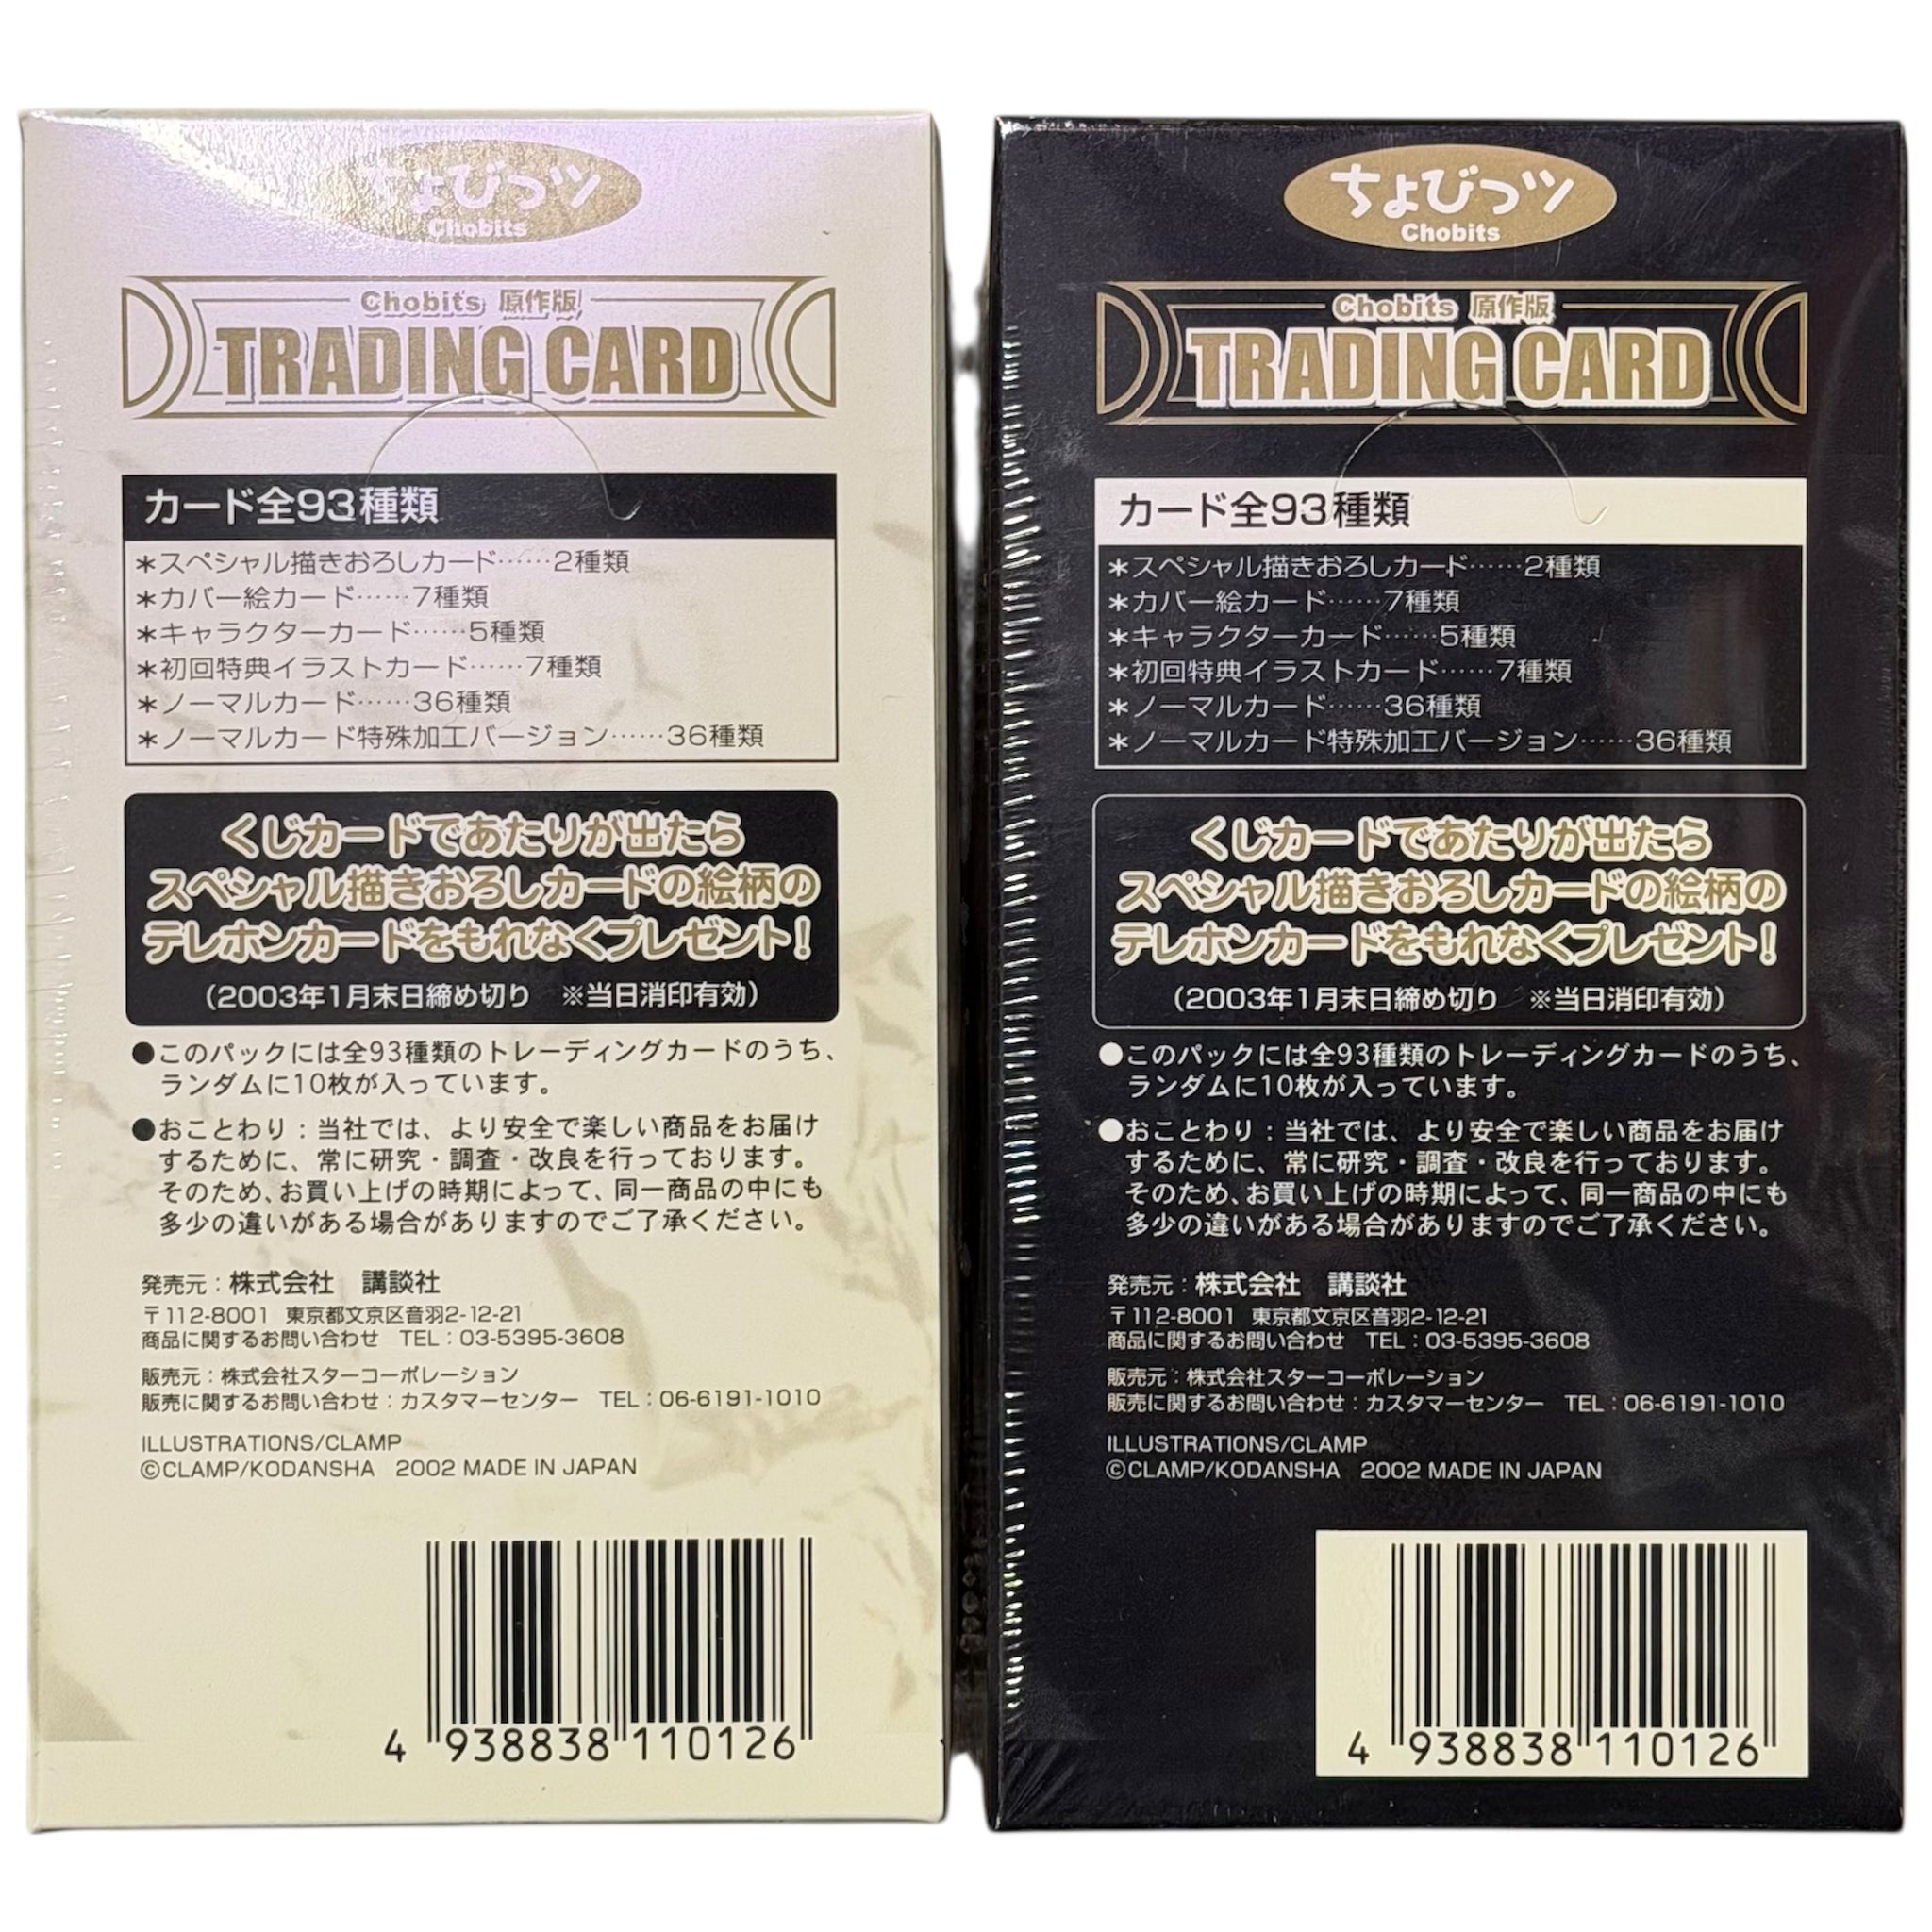 ちょびっツ
Chobits
Chobits 原作版
TRADING CARD
カード全93種類
＊スペシャル描きおろしカード……2種類
＊カバー絵カード……7種類
＊キャラクターカード……5種類
＊初回特典イラストカード……7種類
＊ノーマルカード……36種類
＊ノーマルカード特殊加工バージョン……36種類
くじカードであたりが出たら
スペシャル描きおろしカードの絵柄の
テレホンカードをもれなくプレゼント！
（2003年1月末日締め切り　※当日消印有効）
●このパックには全93種類のトレーディングカードのうち、
ランダムに10枚が入っています。
●おことわり：当社では、より安全で楽しい商品をお届け
するために、常に研究・調査・改良を行っております。
そのため、お買い上げの時期によって、同一商品の中にも
多少の違いがある場合がありますのでご了承ください。
発売元：株式会社　講談社
〒112-8001 東京都文京区音羽2-12-21
商品に関するお問い合わせ　TEL：03-5395-3608
販売元：株式会社スターコーポレーション
販売に関するお問い合わせ：カスタマーセンター　TEL：06-6191-1010
ILLUSTRATIONS/CLAMP
©CLAMP/KODANSHA　2002 MADE IN JAPAN
4 938838 110126
ちょびっツ
Chobits
Chobits 原作版
TRADING CARD
カード全93種類
＊スペシャル描きおろしカード……2種類
＊カバー絵カード……7種類
＊キャラクターカード……5種類
＊初回特典イラストカード……7種類
＊ノーマルカード……36種類
＊ノーマルカード特殊加工バージョン……36種類
くじカードであたりが出たら
スペシャル描きおろしカードの絵柄の
テレホンカードをもれなくプレゼント！
（2003年1月末日締め切り　※当日消印有効）
●このパックには全93種類のトレーディングカードのうち、
ランダムに10枚が入っています。
●おことわり：当社では、より安全で楽しい商品をお届け
するために、常に研究・調査・改良を行っております。
そのため、お買い上げの時期によって、同一商品の中にも
多少の違いがある場合がありますのでご了承ください。
発売元：株式会社　講談社
〒112-8001 東京都文京区音羽2-12-21
商品に関するお問い合わせ　TEL：03-5395-3608
販売元：株式会社スターコーポレーション
販売に関するお問い合わせ：カスタマーセンター　TEL：06-6191-1010
ILLUSTRATIONS/CLAMP
©CLAMP/KODANSHA　2002 MADE IN JAPAN
4 938838 110126